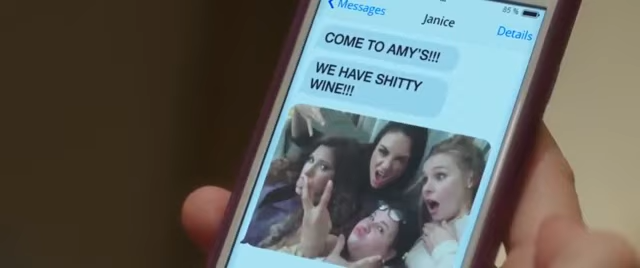 85 %
Messages
Janice
Details
COME TO AMY'S!!!
WE HAVE SHITTY
WINE!!!